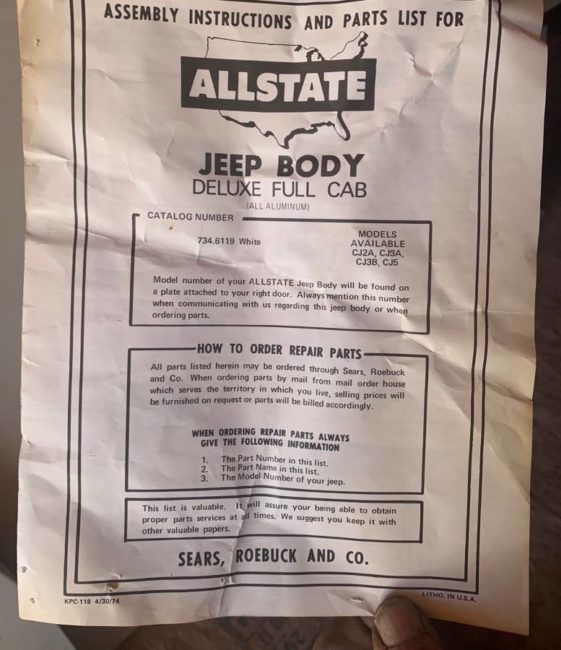 ASSEMBLY INSTRUCTIONS AND PARTS LIST FOR
ALLSTATE
JEEP BODY
DELUXE FULL CAB
(ALL ALUMINUM)
CATALOG NUMBER
734.6119 White
MODELS
AVAILABLE
CJ2A, CJ3A,
CJ3B, CJ5
Model number of your ALLSTATE Jeep Body will be found on
a plate attached to your right door. Always mention this number
when communicating with us regarding this jeep body or when
ordering parts.
HOW TO ORDER REPAIR PARTS
All parts listed herein may be ordered through Sears, Roebuck
and Co. When ordering parts by mail from mail order house
which serves the territory in which you live, selling prices will
be furnished on request or parts will be billed accordingly.
WHEN ORDERING REPAIR PARTS ALWAYS
GIVE THE FOLLOWING INFORMATION
1. The Part Number in this list.
2. The Part Name in this list.
3. The Model Number of your jeep.
This list is valuable. It will assure your being able to obtain
proper parts services at all times. We suggest you keep it with
other valuable papers.
SEARS, ROEBUCK AND CO.
KPC-118 4/30/74
LITHO. IN U.S.A.